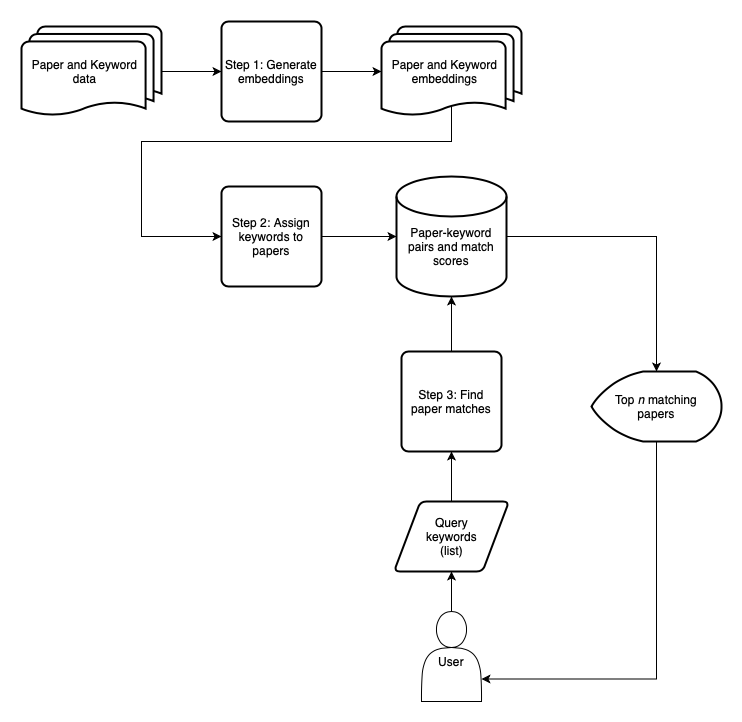 Paper and Keyword
data
Step 1: Generate
embeddings
Paper and Keyword
embeddings
Step 2: Assign
keywords to
papers
Paper-keyword
pairs and match
scores
Step 3: Find
paper matches
Top n matching
papers
Query
keywords
(list)
User